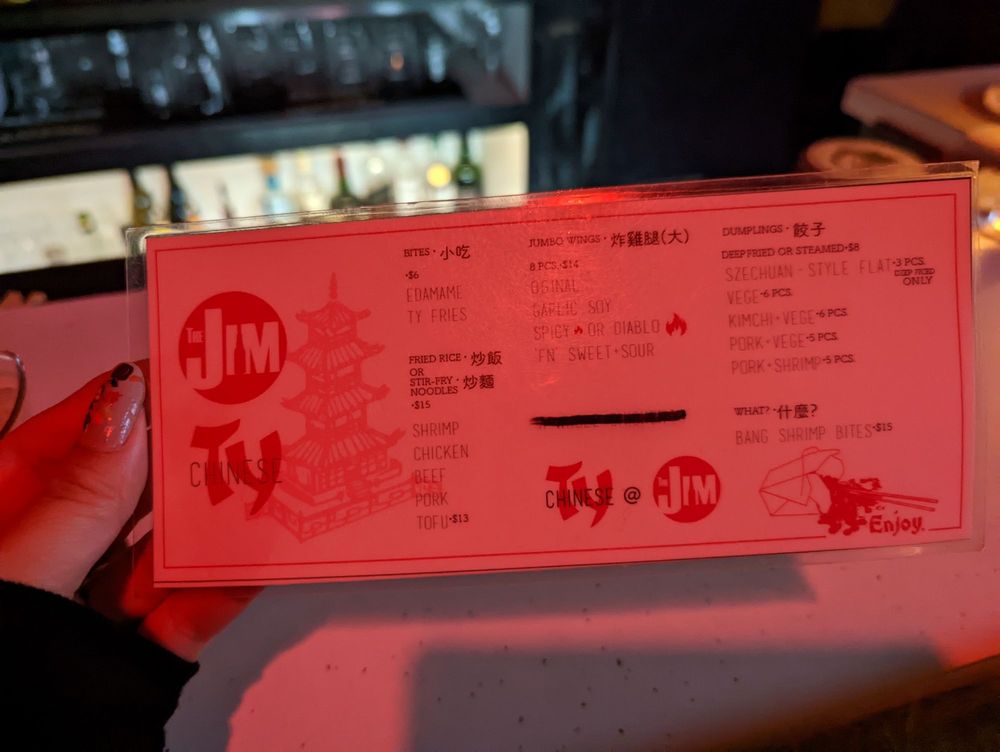 THE
JIM
TY
CHINESE
BITES • 小吃
•$6
EDAMAME
TY FRIES
FRIED RICE • 炒飯
OR
STIR-FRY
NOODLES • 炒麵
•$15
SHRIMP
CHICKEN
BEEF
PORK
TOFU•$13
JUMBO WINGS • 炸雞腿(大)
8 PCS.•$14
OGINAL
GARLIC SOY
SPICY OR DIABLO
'FN' SWEET+SOUR
TY
CHINESE @
THE
JIM
DUMPLINGS • 餃子
DEEP FRIED OR STEAMED•$8
SZECHUAN-STYLE FLAT•3 PCS.
DEEP FRIED
ONLY
VEGE•6 PCS.
KIMCHI+VEGE•6 PCS.
PORK+VEGE•5 PCS.
PORK+SHRIMP•5 PCS.
WHAT? • 什麼?
BANG SHRIMP BITES•$15
Enjoy.